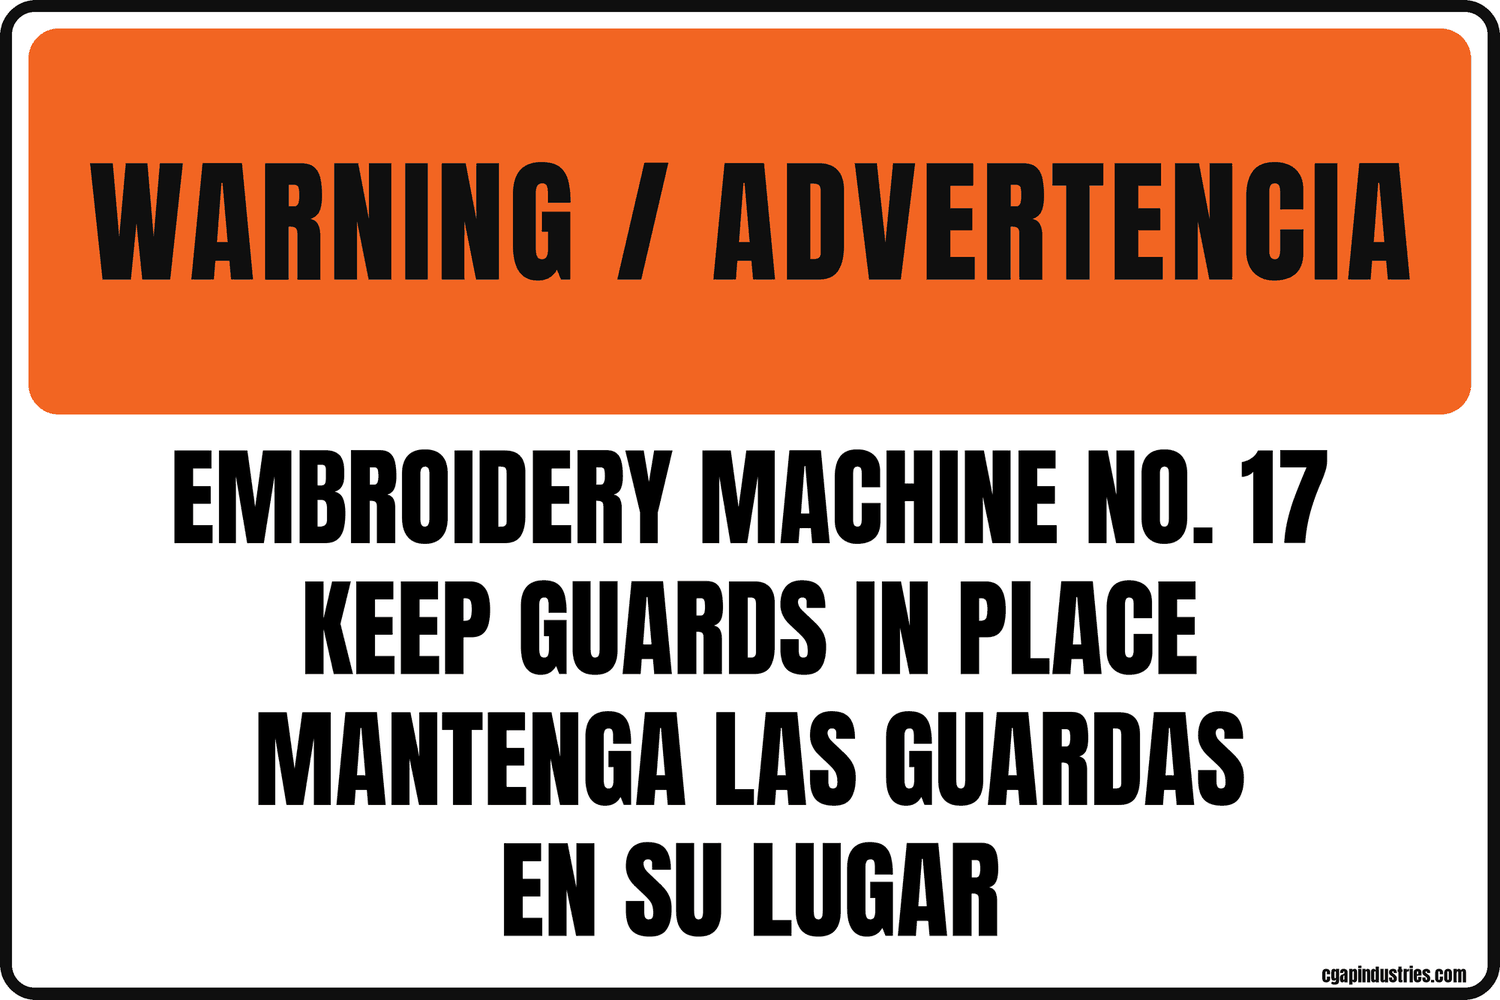 WARNING / ADVERTENCIA
EMBROIDERY MACHINE NO. 17
KEEP GUARDS IN PLACE
MANTENGA LAS GUARDAS
EN SU LUGAR
cgapindustries.com